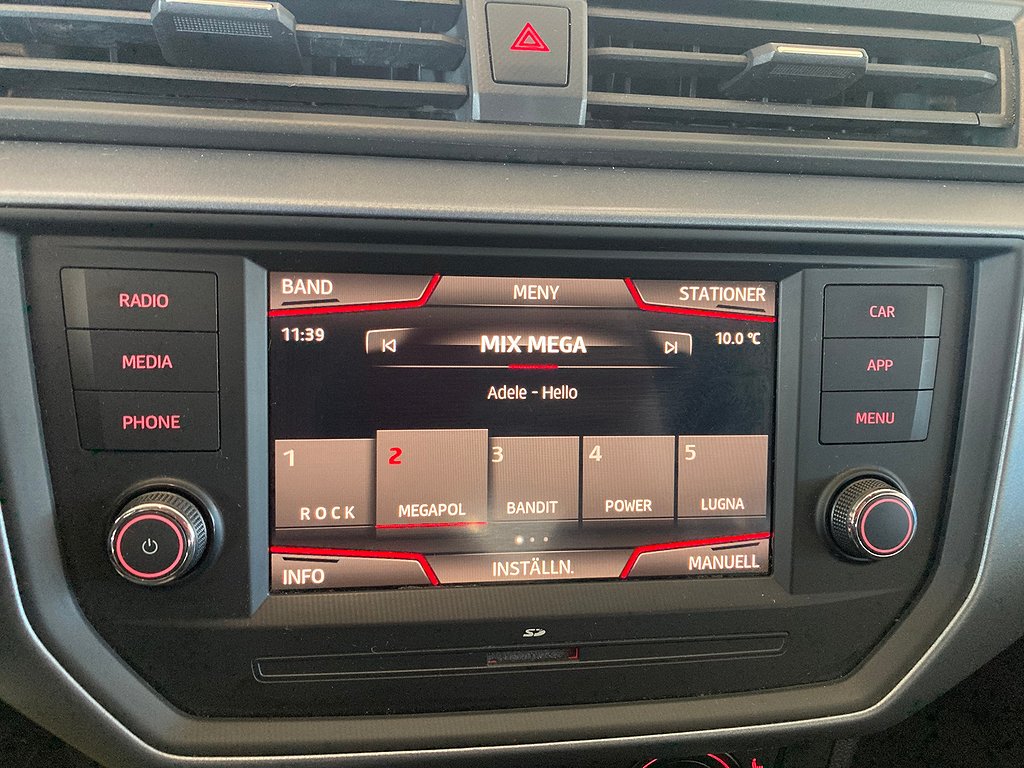 BAND
MENY
STATIONER
RADIO
MEDIA
PHONE
11:39
MIX MEGA
10.0 °C
Adele - Hello
1
ROCK
2
MEGAPOL
3
BANDIT
4
POWER
5
LUGNA
INFO
INSTÄLLN.
MANUELL
CAR
APP
MENU
SD